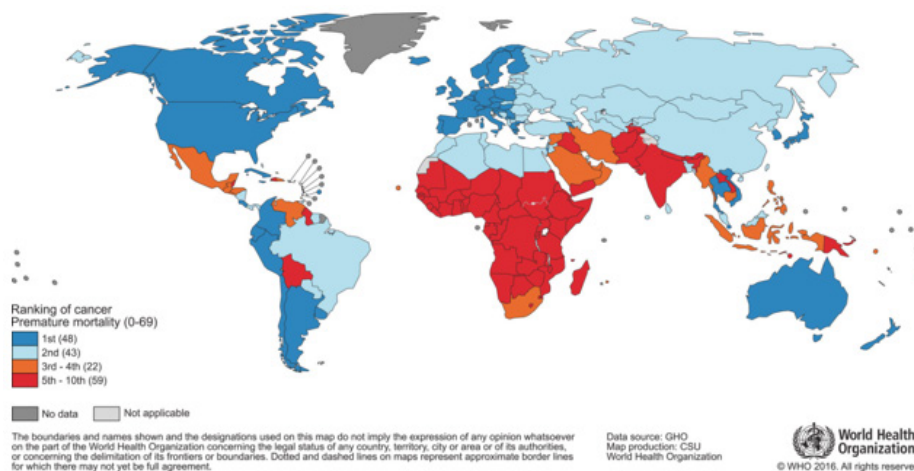 Ranking of cancer
Premature mortality (0-69)
1st (48)
2nd (43)
3rd - 4th (22)
5th - 10th (59)
No data
Not applicable
The boundaries and names shown and the designations used on this map do not imply the expression of any opinion whatsoever
on the part of the World Health Organization concerning the legal status of any country, territory, city or area or of its authorities,
or concerning the delimitation of its frontiers or boundaries. Dotted and dashed lines on maps represent approximate border lines
for which there may not yet be full agreement.
Data source: GHO
Map production: CSU
World Health Organization
World Health
Organization
© WHO 2016. All rights reserv